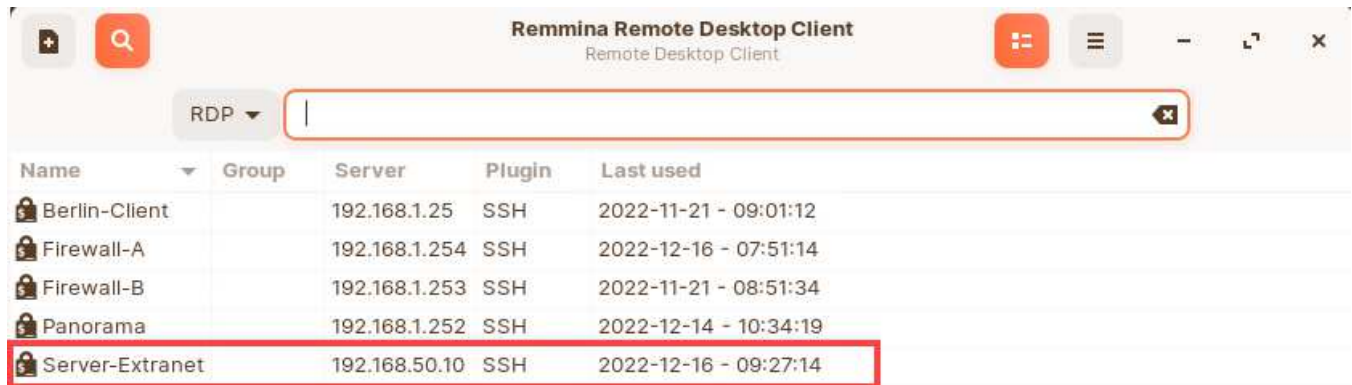 Remmina Remote Desktop Client
Remote Desktop Client
RDP
Name Group Server Plugin Last used
Berlin-Client 192.168.1.25 SSH 2022-11-21 - 09:01:12
Firewall-A 192.168.1.254 SSH 2022-12-16 - 07:51:14
Firewall-B 192.168.1.253 SSH 2022-11-21 - 08:51:34
Panorama 192.168.1.252 SSH 2022-12-14 - 10:34:19
Server-Extranet 192.168.50.10 SSH 2022-12-16 - 09:27:14